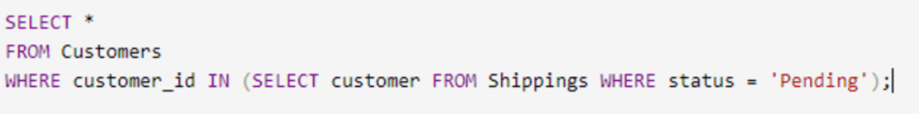 SELECT *
FROM Customers
WHERE customer_id IN (SELECT customer FROM Shippings WHERE status = 'Pending');